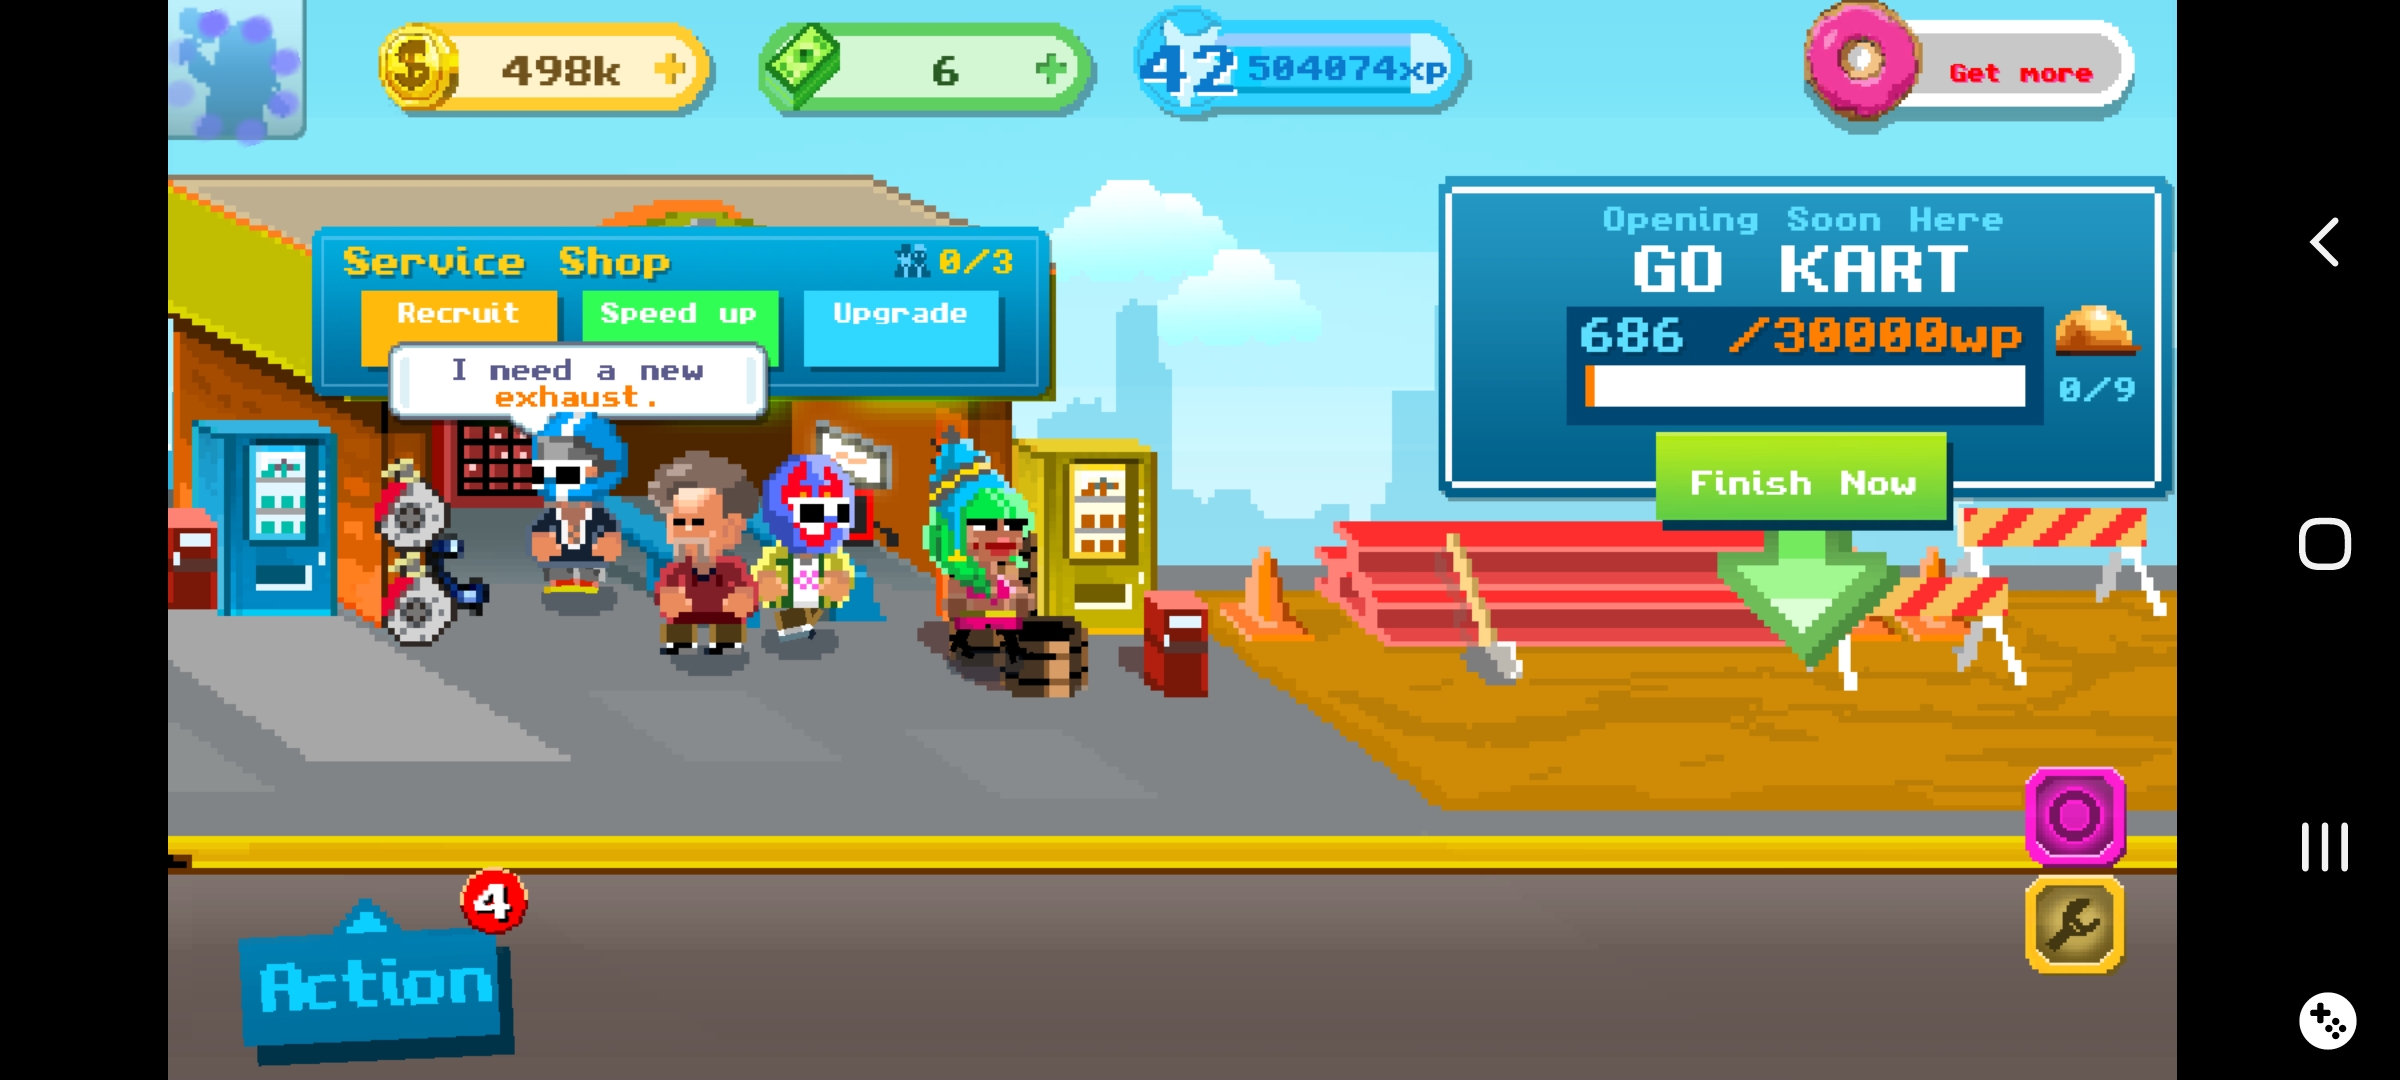 498k
6
42
504074xp
Get more
Service Shop
0/3
Recruit
Speed up
Upgrade
I need a new
exhaust.
Opening Soon Here
GO KART
686 /30000wp
0/9
Finish Now
4
Action